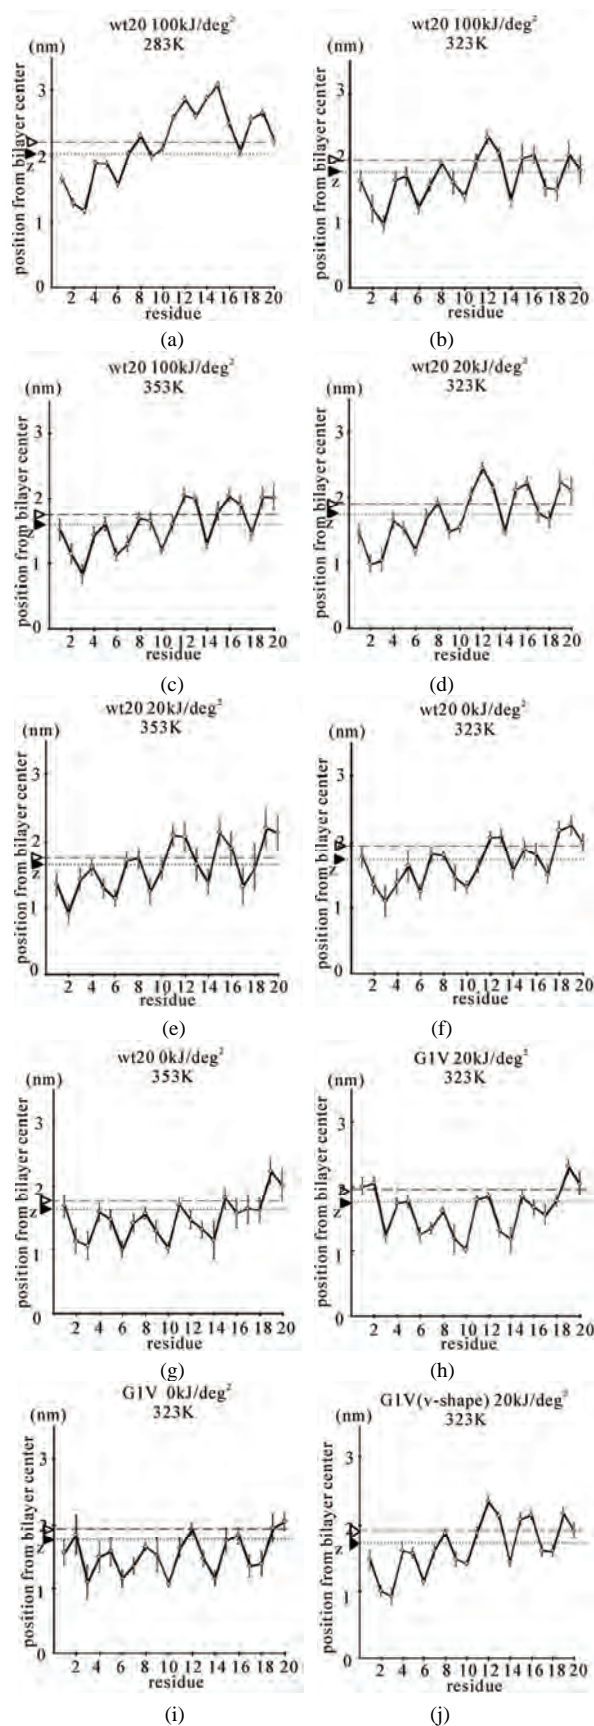 wt20 100kJ/deg²
283K
(nm)
position from bilayer center
3
2
z
1
0
2 4 6 8 10 12 14 16 18 20
residue
(a)
wt20 100kJ/deg²
323K
(nm)
position from bilayer center
3
2
z
1
0
2 4 6 8 10 12 14 16 18 20
residue
(b)
wt20 100kJ/deg²
353K
(nm)
position from bilayer center
3
2
z
1
0
2 4 6 8 10 12 14 16 18 20
residue
(c)
wt20 20kJ/deg²
323K
(nm)
position from bilayer center
3
2
z
1
0
2 4 6 8 10 12 14 16 18 20
residue
(d)
wt20 20kJ/deg²
353K
(nm)
position from bilayer center
3
2
z
1
0
2 4 6 8 10 12 14 16 18 20
residue
(e)
wt20 0kJ/deg²
323K
(nm)
position from bilayer center
3
2
z
1
0
2 4 6 8 10 12 14 16 18 20
residue
(f)
wt20 0kJ/deg²
353K
(nm)
position from bilayer center
3
2
z
1
0
2 4 6 8 10 12 14 16 18 20
residue
(g)
G1V 20kJ/deg²
323K
(nm)
position from bilayer center
3
2
z
1
0
2 4 6 8 10 12 14 16 18 20
residue
(h)
G1V 0kJ/deg²
323K
(nm)
position from bilayer center
3
2
z
1
0
2 4 6 8 10 12 14 16 18 20
residue
(i)
G1V(v-shape) 20kJ/deg²
323K
(nm)
position from bilayer center
3
2
z
1
0
2 4 6 8 10 12 14 16 18 20
residue
(j)